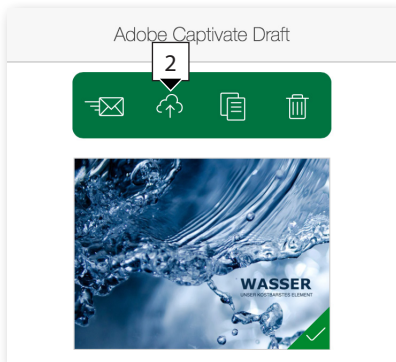 Adobe Captivate Draft
2
WASSER
UNSER KOSTBARSTES ELEMENT